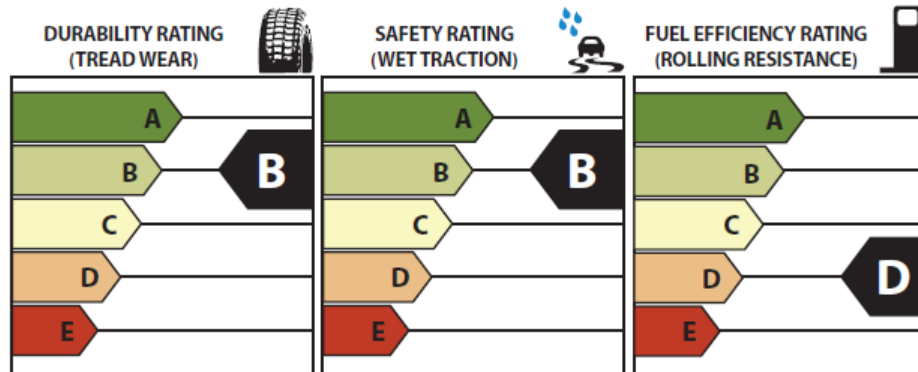 DURABILITY RATING
(TREAD WEAR)
A
B
B
C
D
E
SAFETY RATING
(WET TRACTION)
A
B
B
C
D
E
FUEL EFFICIENCY RATING
(ROLLING RESISTANCE)
A
B
C
D
D
E